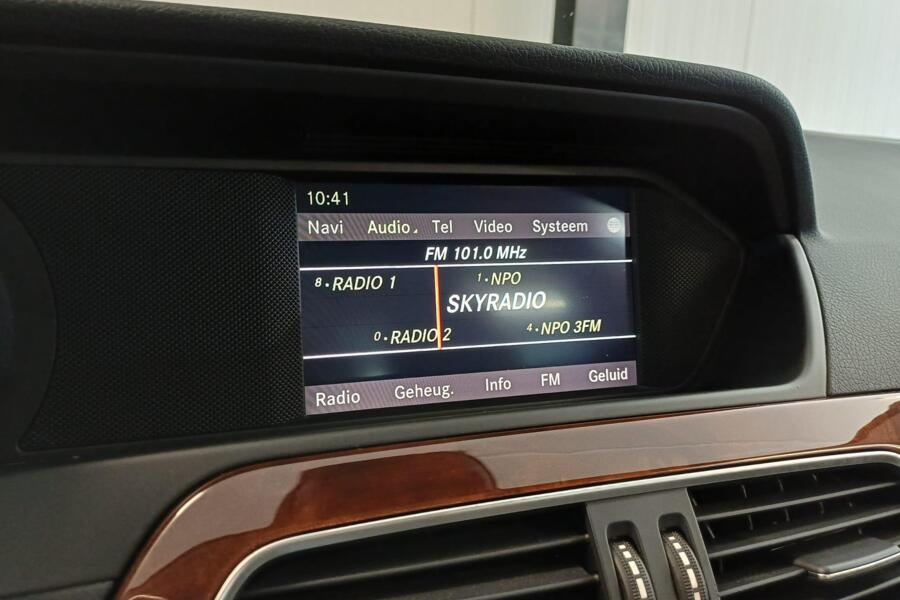 10:41
Navi Audio Tel Video Systeem
FM 101.0 MHz
8·RADIO 1 1·NPO
SKYRADIO
0·RADIO 2 4·NPO 3FM
Radio Geheug. Info FM Geluid